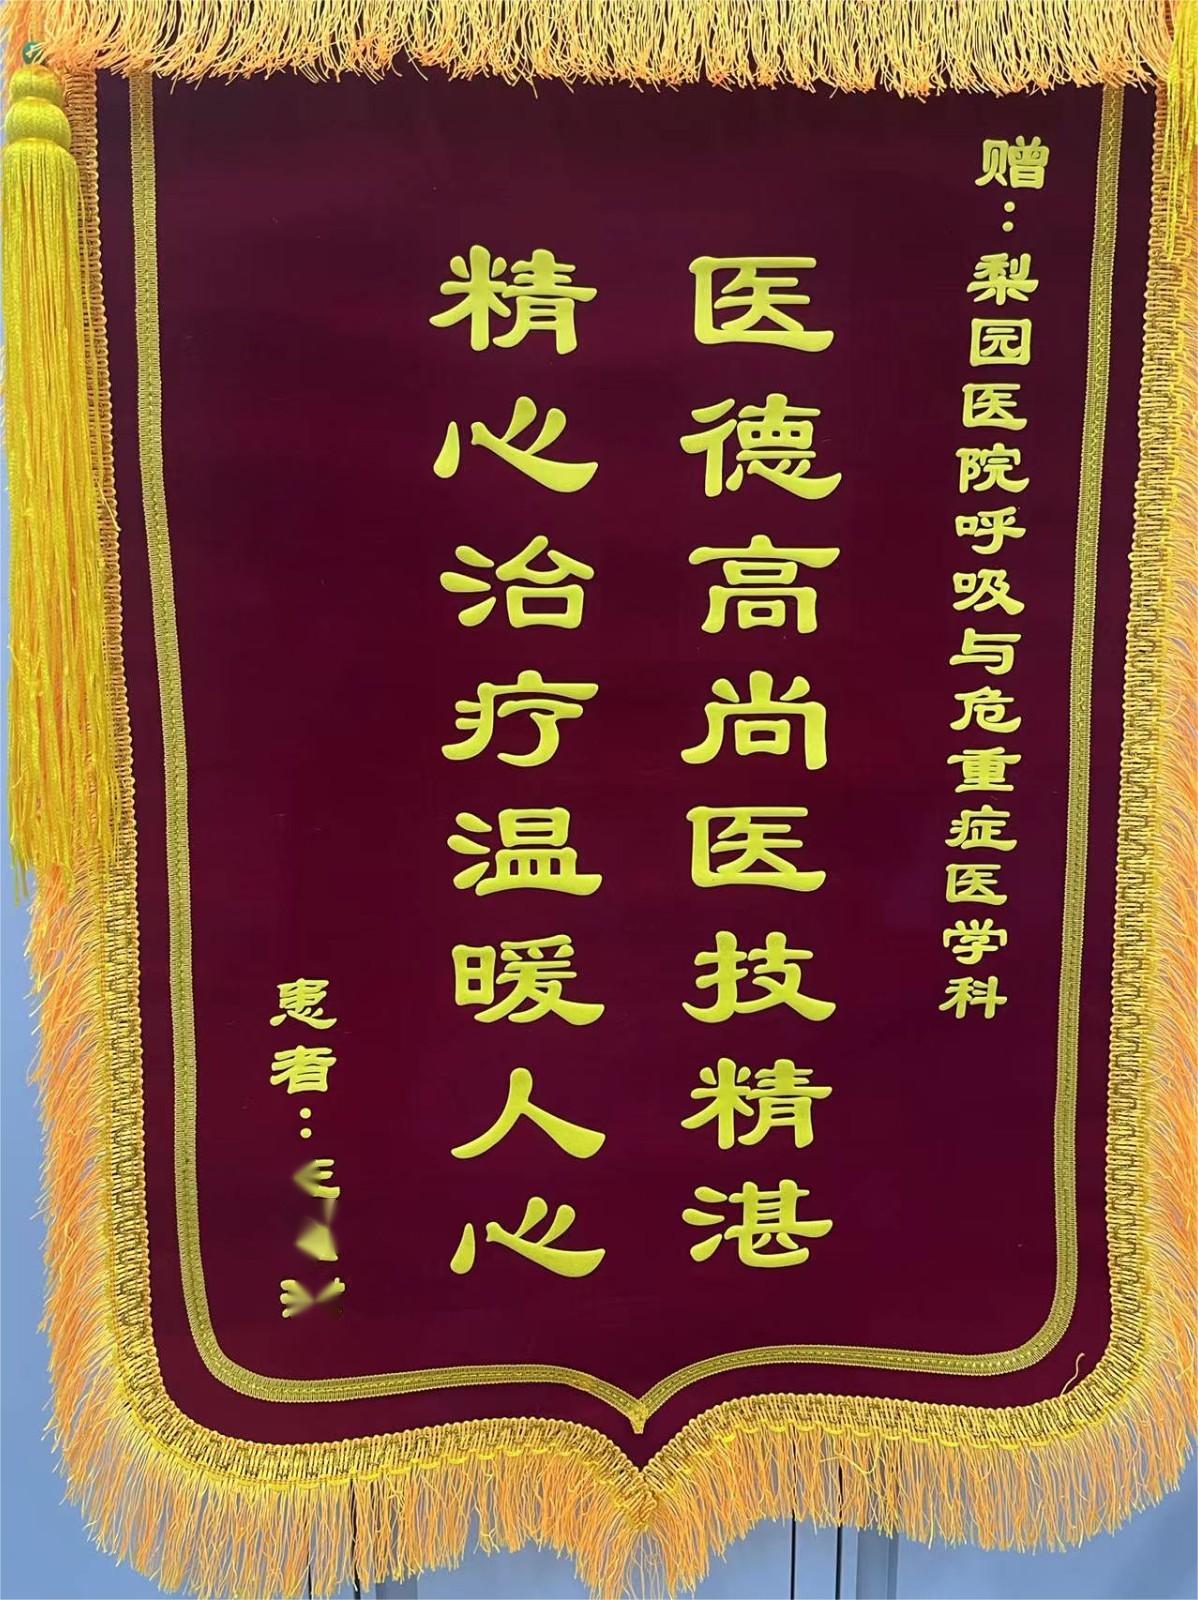 赠：梨园医院呼吸与危重症医学科
医德高尚医技精湛
精心治疗温暖人心
患者：